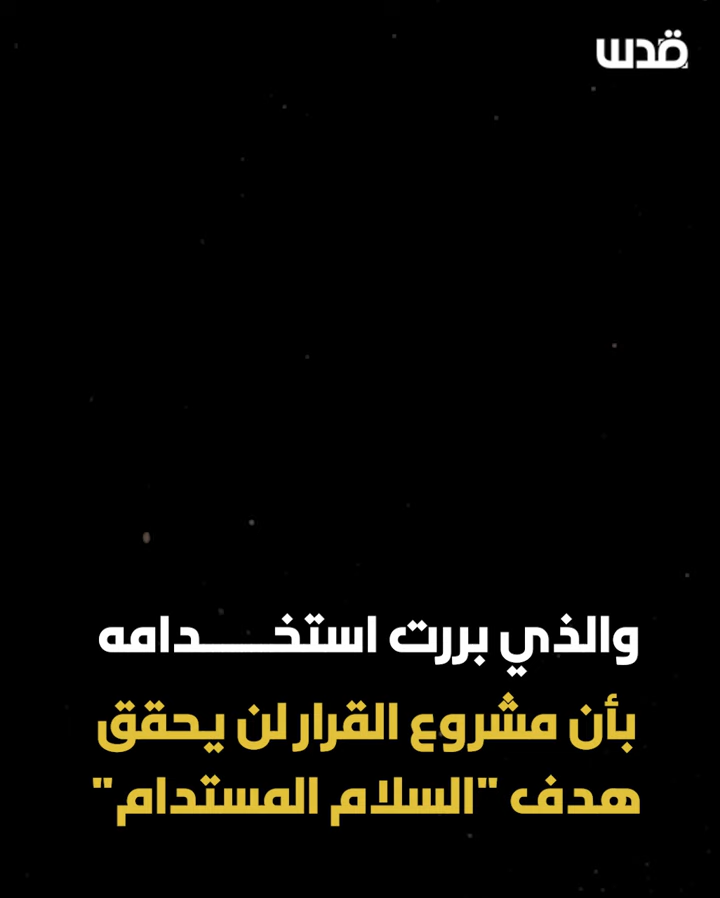 قدس
والذي بررت استخـــــدامه
بأن مشروع القرار لن يحقق
هدف "السلام المستدام"